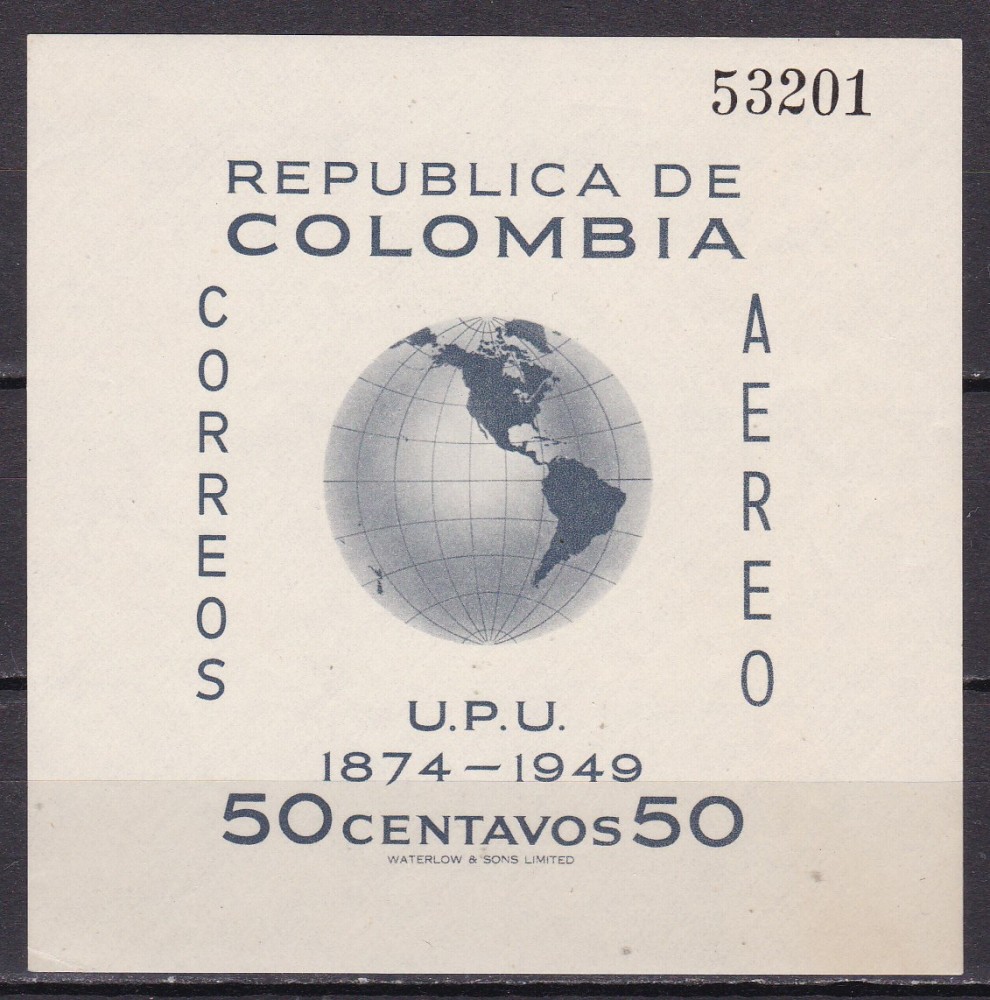 53201
REPUBLICA DE
COLOMBIA
CORREOS
AEREO
U.P.U.
1874-1949
50 CENTAVOS 50
WATERLOW & SONS LIMITED